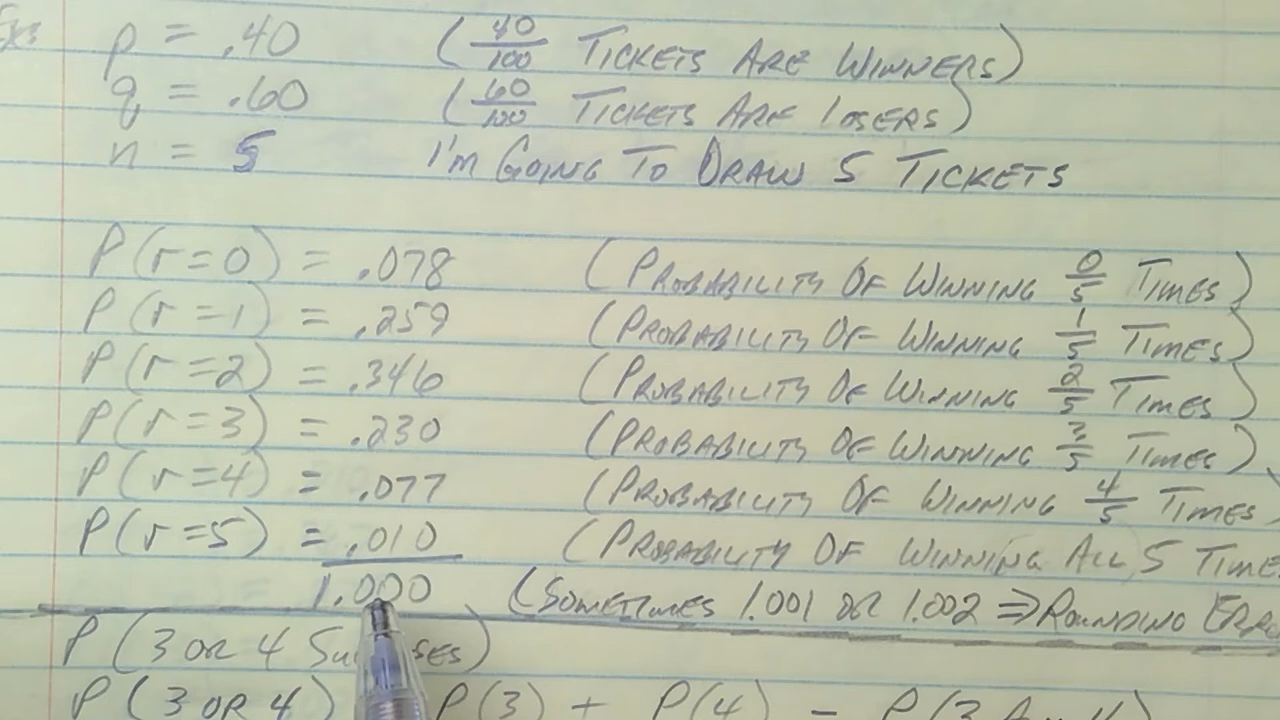 Exs p = .40 (40/100 TICKETS ARE WINNERS)
q = .60 (60/100 TICKETS ARE LOSERS)
n = 5 I'M GOING TO DRAW 5 TICKETS
P(r=0) = .078 (PROBABILITY OF WINNING 0/5 TIMES)
P(r=1) = .259 (PROBABILITY OF WINNING 1/5 TIMES)
P(r=2) = .346 (PROBABILITY OF WINNING 2/5 TIMES)
P(r=3) = .230 (PROBABILITY OF WINNING 3/5 TIMES)
P(r=4) = .077 (PROBABILITY OF WINNING 4/5 TIMES)
P(r=5) = .010 (PROBABILITY OF WINNING ALL 5 TIME
1.000 (SOMETIMES 1.001 OR 1.002 ⇒ ROUNDING ERRO
P(3 OR 4
P(3 OR 4) P(3) + P(4) - P(3 AND 4)